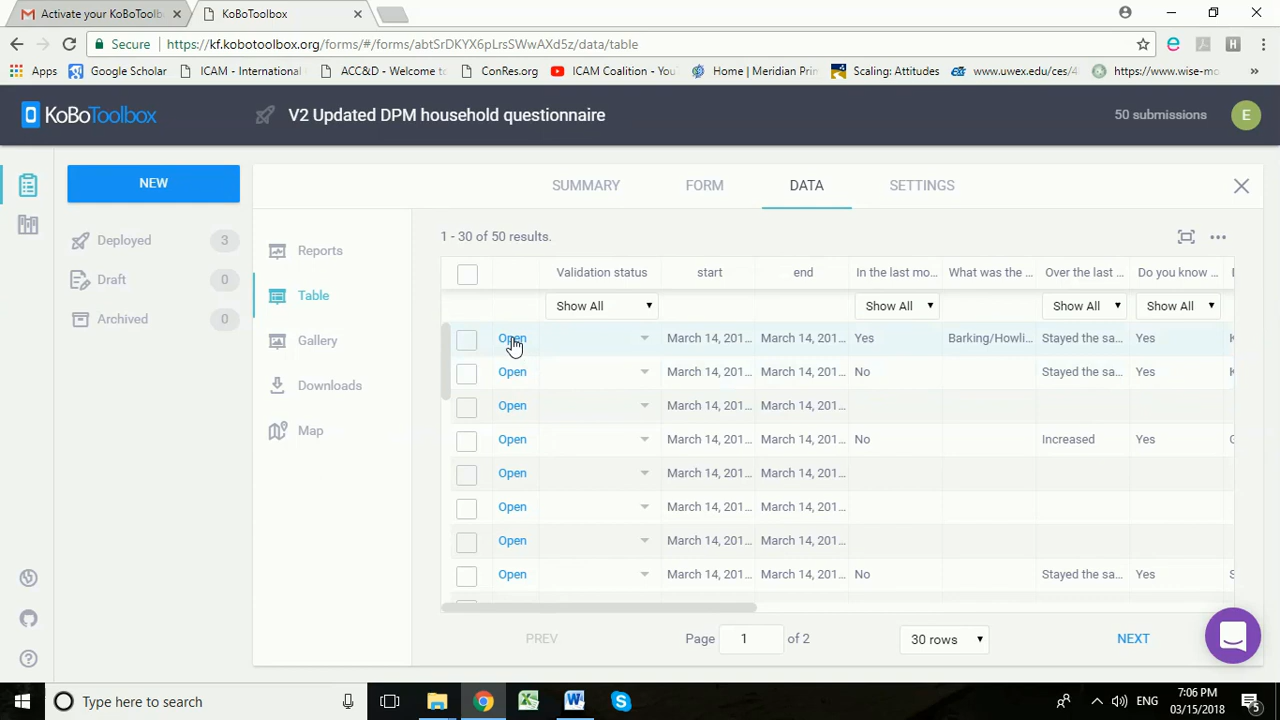 Activate your KoBoToolb
KoBoToolbox
Secure
https://kf.kobotoolbox.org/forms/#/forms/abtSrDKYX6pLrsSWwAXd5z/data/table
Apps
Google Scholar
ICAM - International
ACC&D - Welcome to
ConRes.org
ICAM Coalition - You
Home | Meridian Prin
Scaling: Attitudes
www.uwex.edu/ces/4
https://www.wise-mo
»
KoBoToolbox
V2 Updated DPM household questionnaire
50 submissions
E
NEW
SUMMARY
FORM
DATA
SETTINGS
Deployed 3
Draft 0
Archived 0
Reports
Table
Gallery
Downloads
Map
1 - 30 of 50 results.
Validation status start end In the last mo... What was the ... Over the last ... Do you know ...
Show All Show All Show All Show All
Open March 14, 201... March 14, 201... Yes Barking/Howli... Stayed the sa... Yes
Open March 14, 201... March 14, 201... No Stayed the sa... Yes
Open March 14, 201... March 14, 201...
Open March 14, 201... March 14, 201... No Increased Yes
Open March 14, 201... March 14, 201...
Open March 14, 201... March 14, 201...
Open March 14, 201... March 14, 201...
Open March 14, 201... March 14, 201... No Stayed the sa... Yes
PREV
Page 1 of 2
30 rows
NEXT
Type here to search
ENG
7:06 PM
03/15/2018
5